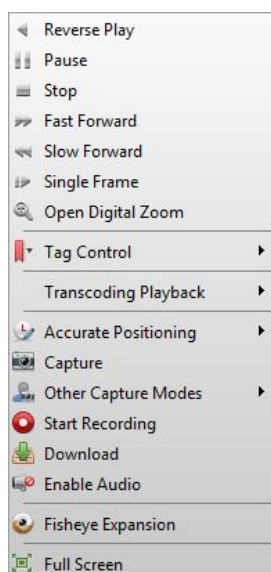 Reverse Play
Pause
Stop
Fast Forward
Slow Forward
Single Frame
Open Digital Zoom
Tag Control
Transcoding Playback
Accurate Positioning
Capture
Other Capture Modes
Start Recording
Download
Enable Audio
Fisheye Expansion
Full Screen